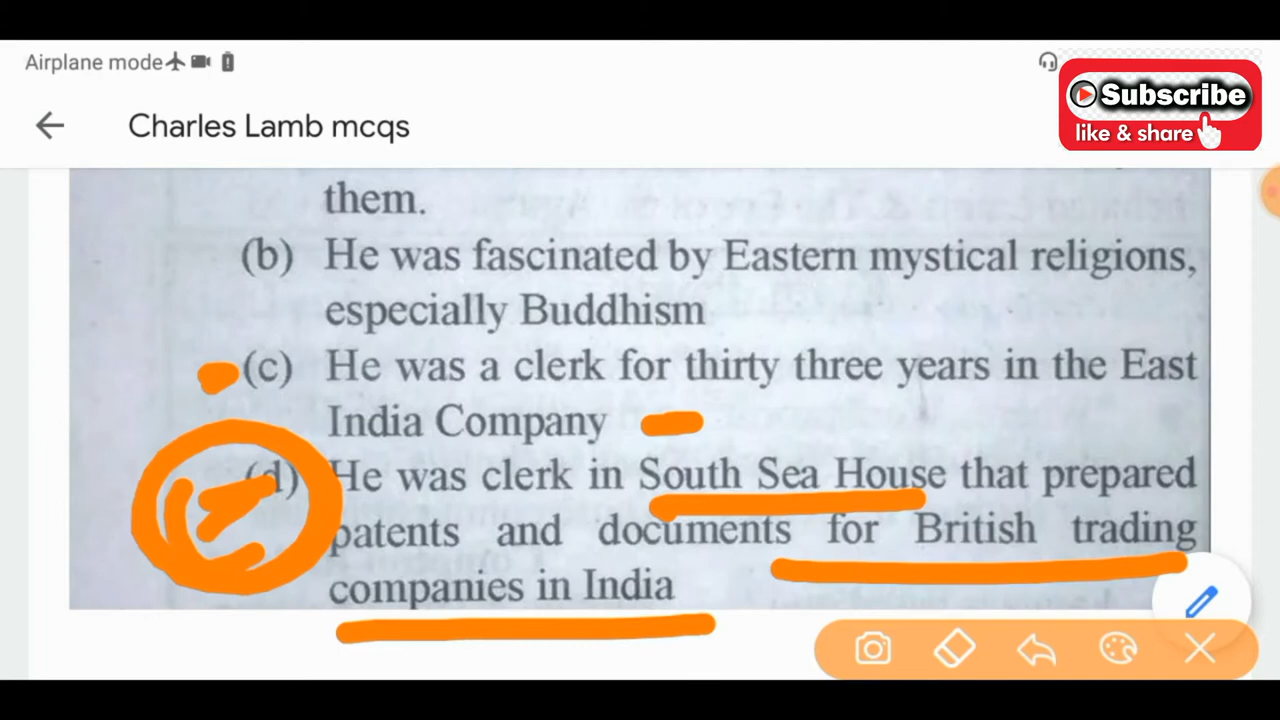 Airplane mode
Subscribe
like & share
Charles Lamb mcqs
them.
(b) He was fascinated by Eastern mystical religions,
especially Buddhism
(c) He was a clerk for thirty three years in the East
India Company
(d) He was clerk in South Sea House that prepared
patents and documents for British trading
companies in India